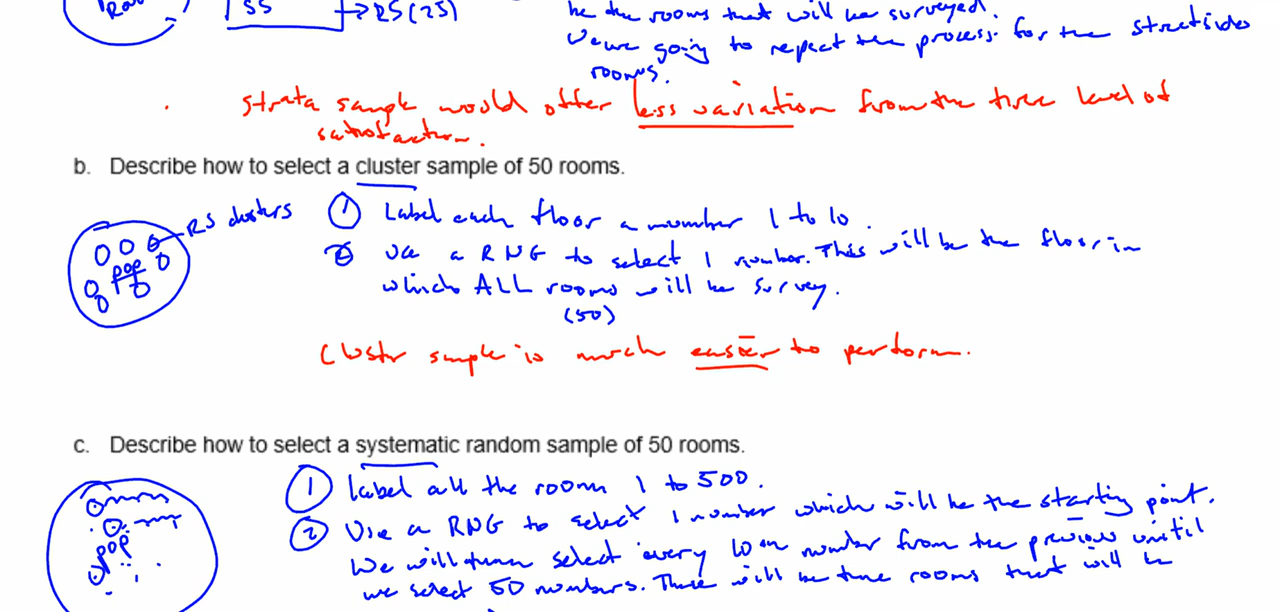 SS
→ RS (25)
be the rooms that will be surveyed.
We are going to repeat the process for the streetside
rooms.
strata sample would offer less variation from the true level of
satisfaction.
b. Describe how to select a cluster sample of 50 rooms.
RS clusters
pop
① Label each floor a number 1 to 10.
② Use a RNG to select 1 number. This will be the floor in
which ALL rooms will be survey.
(50)
Cluster sample is much easier to perform.
c. Describe how to select a systematic random sample of 50 rooms.
pop
① Label all the room 1 to 500.
② Use a RNG to select 1 number which will be the starting point.
We will then select every 10th number from the previous until
we select 50 numbers. These will be the rooms that will be